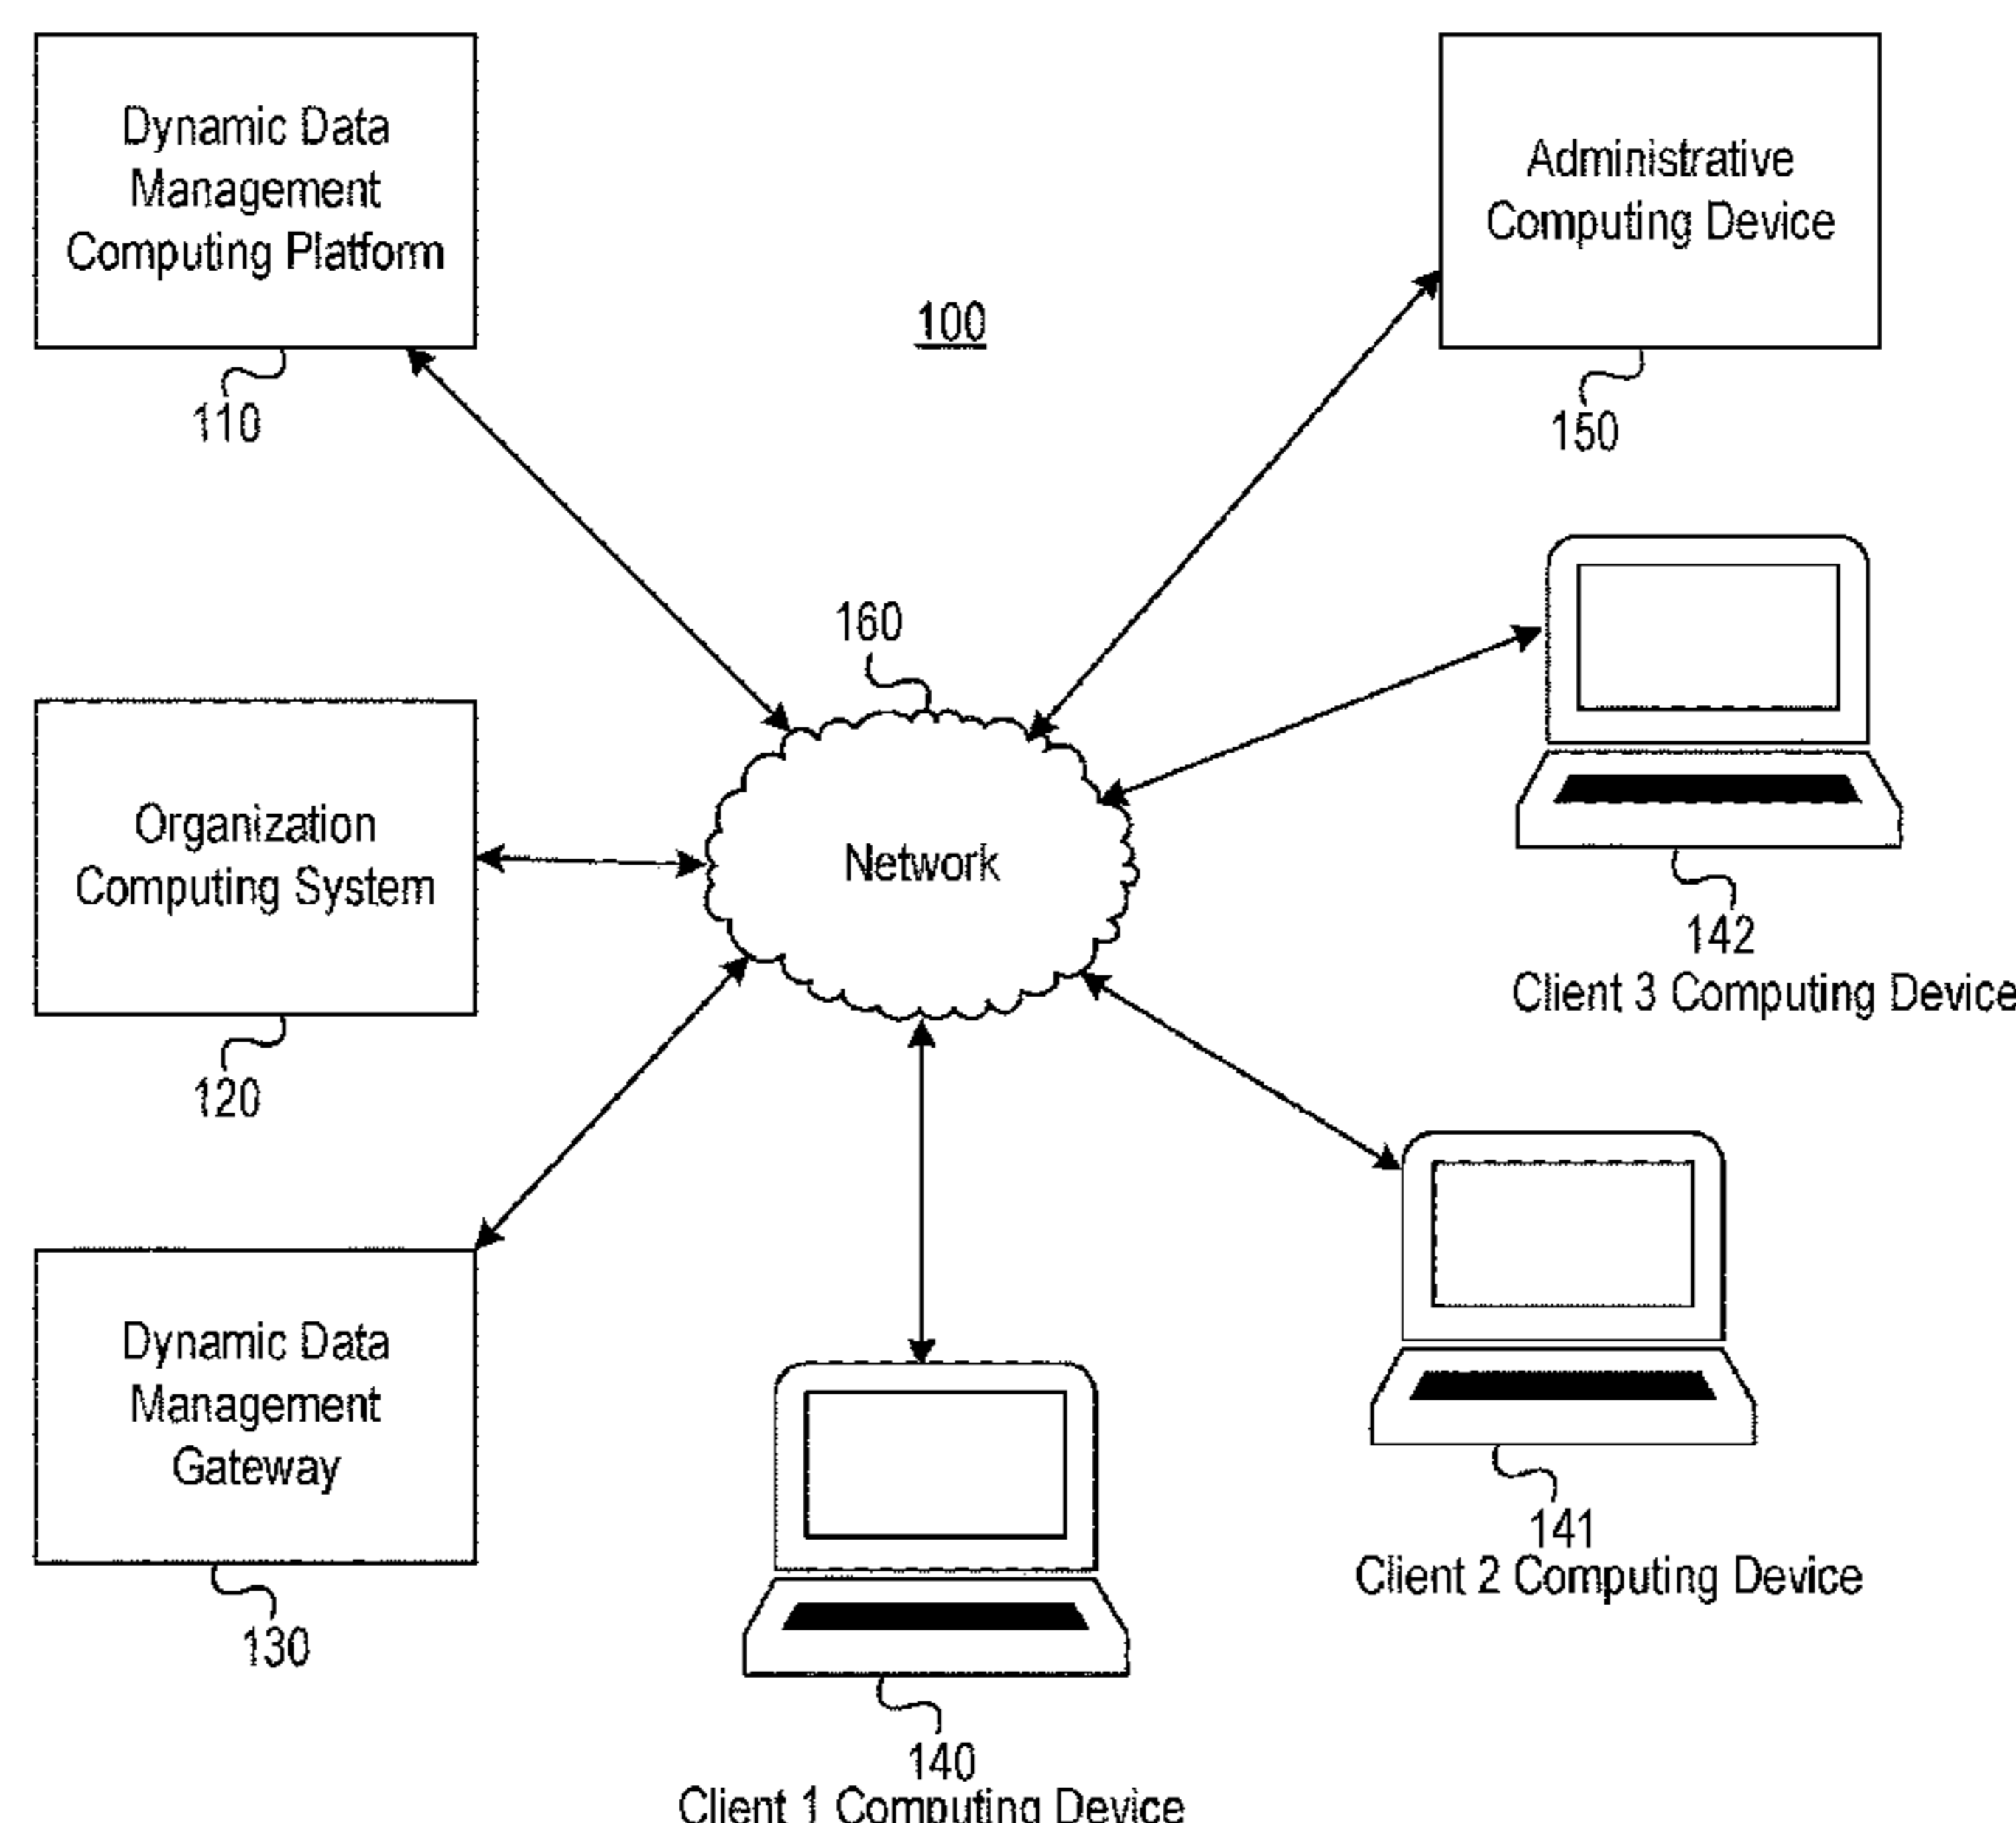 Dynamic Data
Management
Computing Platform
110
100
Administrative
Computing Device
150
160
Network
Organization
Computing System
120
142
Client 3 Computing Device
Dynamic Data
Management
Gateway
130
141
Client 2 Computing Device
140
Client 1 Computing Device